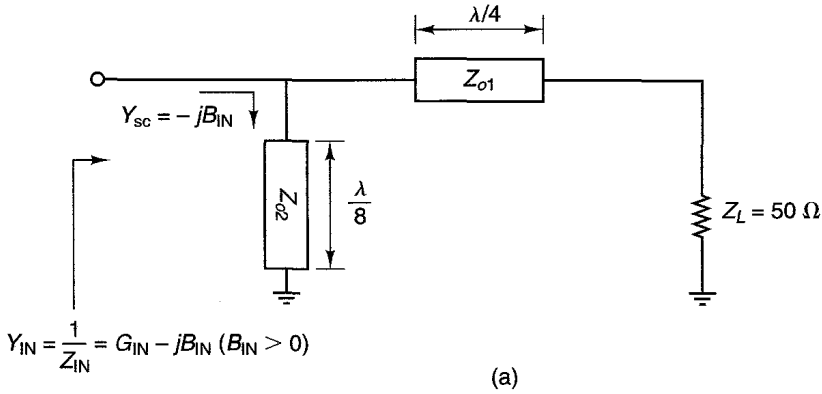 λ/4
Z_o1
Y_sc = – jB_IN
Z_o2
λ/8
Z_L = 50 Ω
Y_IN = 1/Z_IN = G_IN – jB_IN (B_IN > 0)
(a)